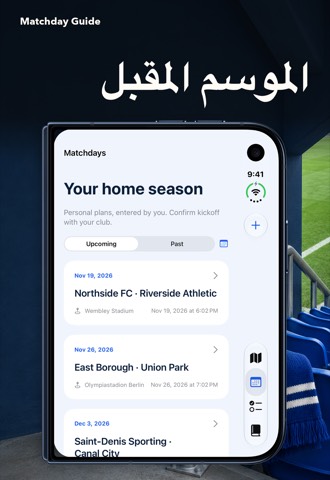 Matchday Guide
الموسم المقبل
Matchdays
9:41
Your home season
Personal plans, entered by you. Confirm kickoff
with your club.
Upcoming
Past
Nov 19, 2026
Northside FC · Riverside Athletic
Wembley Stadium
Nov 19, 2026 at 6:02 PM
Nov 26, 2026
East Borough · Union Park
Olympiastadion Berlin
Nov 26, 2026 at 7:02 PM
Dec 3, 2026
Saint-Denis Sporting ·
Canal City